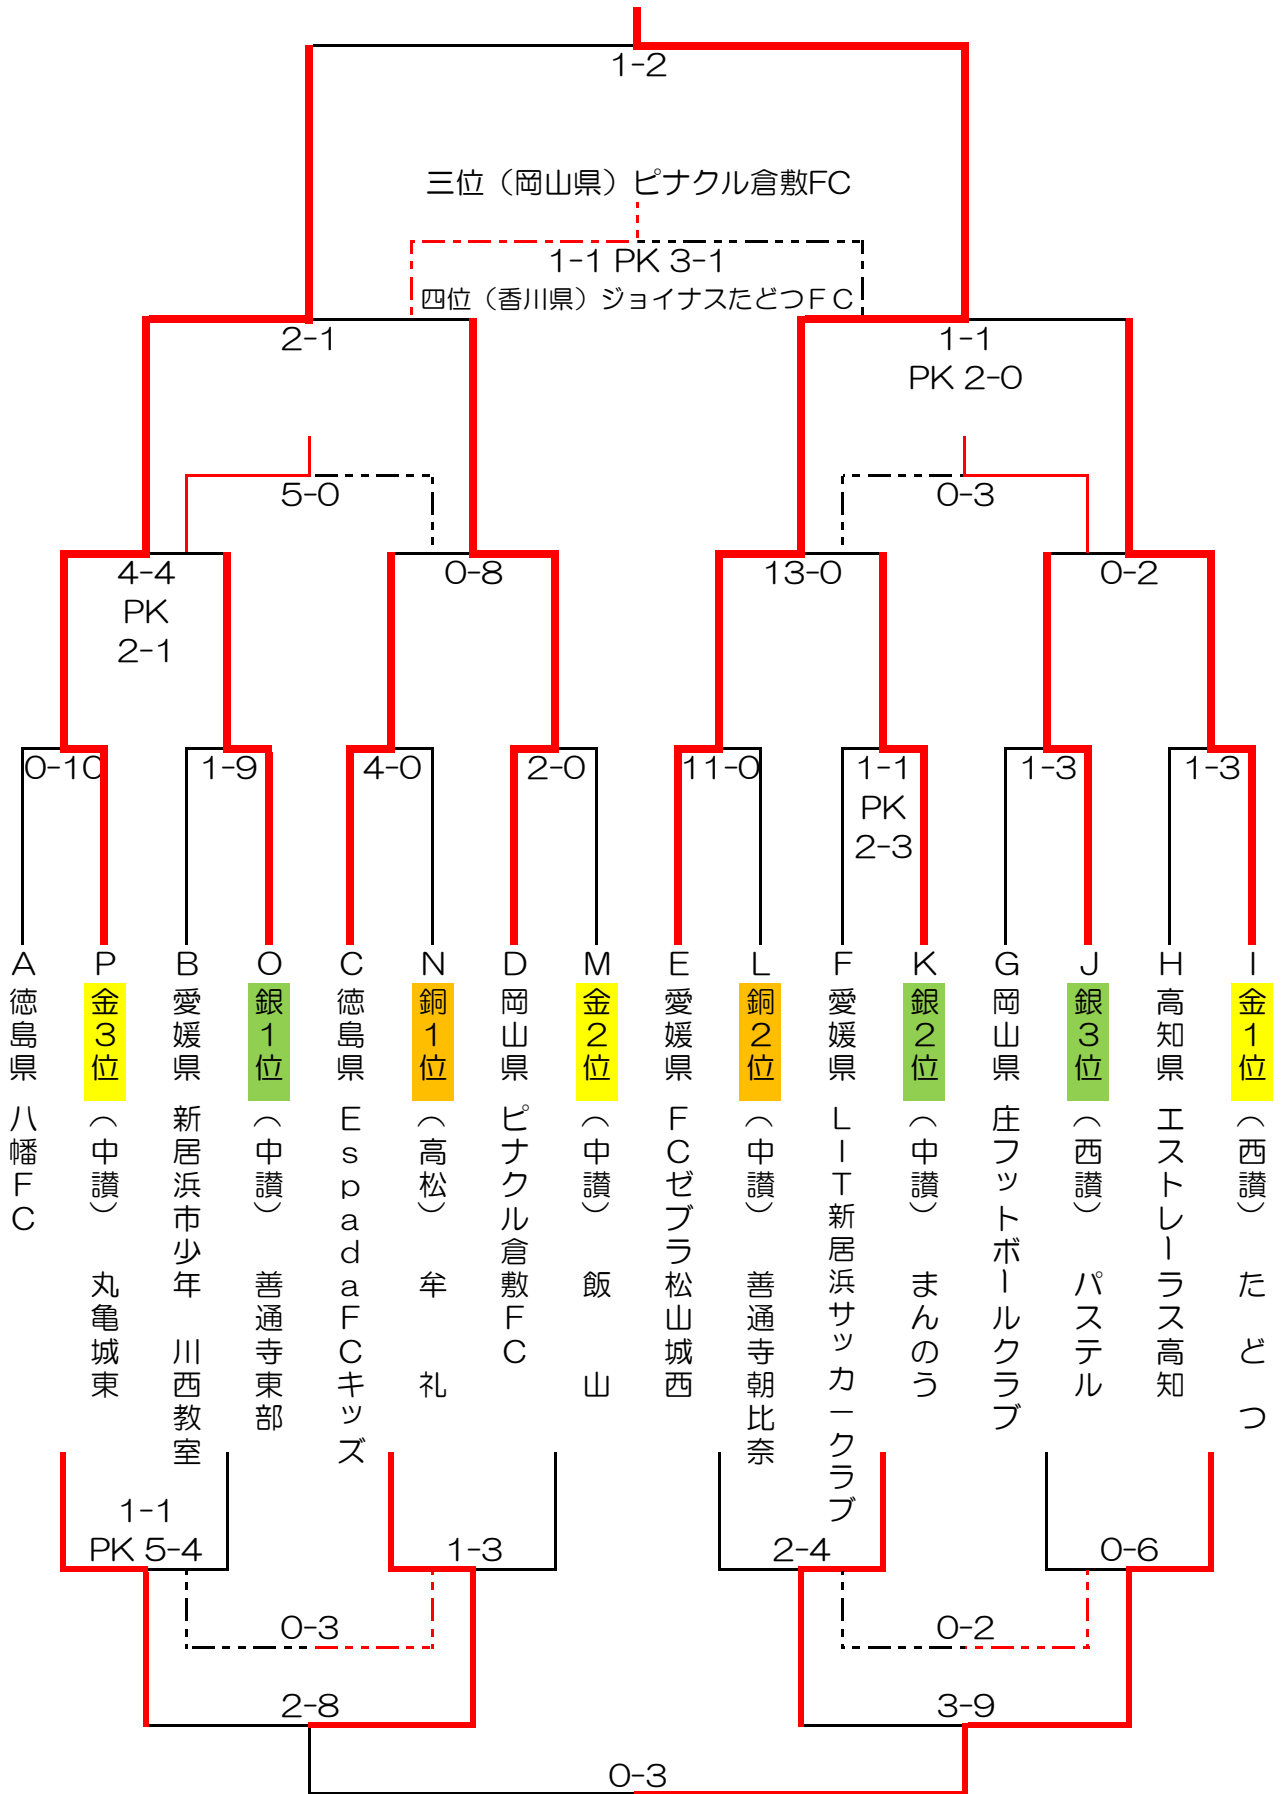 1-2
三位（岡山県）ピナクル倉敷FC
1-1 PK 3-1
四位（香川県）ジョイナスたどつＦＣ
2-1
1-1
PK 2-0
5-0
0-3
4-4
PK
2-1
0-8
13-0
0-2
0-10
1-9
4-0
2-0
11-0
1-1
PK
2-3
1-3
1-3
A 徳島県 八幡ＦＣ
P 金３位（中讃） 丸亀城東
B 愛媛県 新居浜市少年 川西教室
O 銀１位（中讃） 善通寺東部
C 徳島県 ＥｓｐａｄａＦＣキッズ
N 銅１位（高松） 牟 礼
D 岡山県 ピナクル倉敷ＦＣ
M 金２位（中讃） 飯 山
E 愛媛県 ＦＣゼブラ松山城西
L 銅２位（中讃） 善通寺朝比奈
F 愛媛県 ＬＩＴ新居浜サッカークラブ
K 銀２位（中讃） まんのう
G 岡山県 庄フットボールクラブ
J 銀３位（西讃） パステル
H 高知県 エストレーラス高知
I 金１位（西讃） た ど つ
1-1
PK 5-4
1-3
2-4
0-6
0-3
0-2
2-8
3-9
0-3